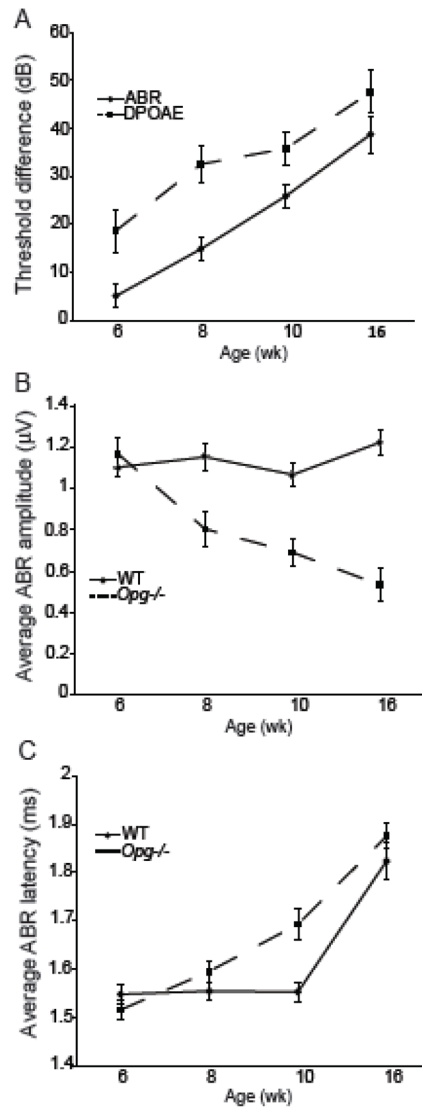 A
Threshold difference (dB)
60
50
40
30
20
10
0
ABR
DPOAE
6 8 10 16
Age (wk)
B
Average ABR amplitude (μV)
1.4
1.2
1
0.8
0.6
0.4
0.2
0
WT
Opg-/-
6 8 10 16
Age (wk)
C
Average ABR latency (ms)
2
1.9
1.8
1.7
1.6
1.5
1.4
WT
Opg-/-
6 8 10 16
Age (wk)